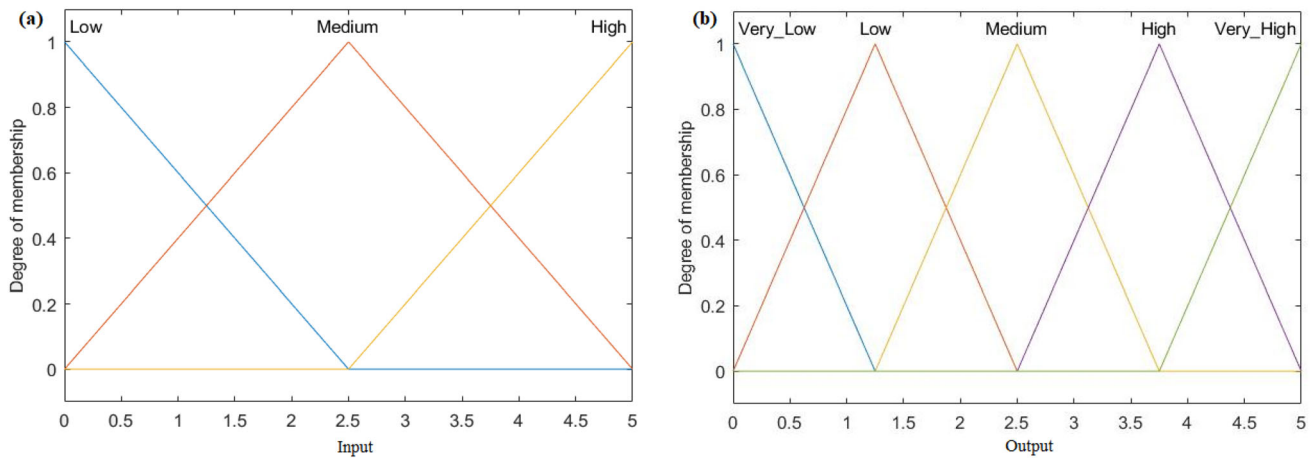 (a)
Low Medium High
1
0.8
0.6
0.4
0.2
0
Degree of membership
0 0.5 1 1.5 2 2.5 3 3.5 4 4.5 5
Input
(b)
Very_Low Low Medium High Very_High
1
0.8
0.6
0.4
0.2
0
Degree of membership
0 0.5 1 1.5 2 2.5 3 3.5 4 4.5 5
Output